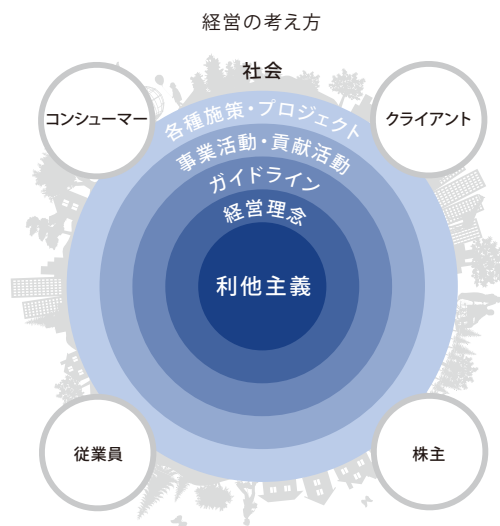 経営の考え方
社会
コンシューマー
クライアント
各種施策・プロジェクト
事業活動・貢献活動
ガイドライン
経営理念
利他主義
従業員
株主